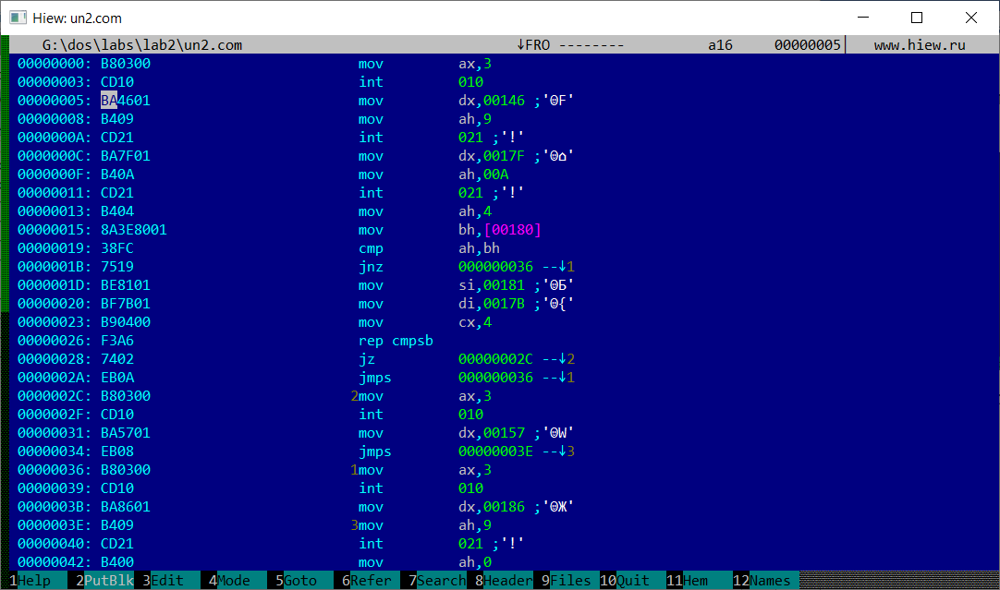 Hiew: un2.com
G:\dos\labs\lab2\un2.com ↓FRO -------- a16 00000005 www.hiew.ru
00000000: B80300 mov ax,3
00000003: CD10 int 010
00000005: BA4601 mov dx,00146 ;'☺F'
00000008: B409 mov ah,9
0000000A: CD21 int 021 ;'!'
0000000C: BA7F01 mov dx,0017F ;'☺⌂'
0000000F: B40A mov ah,00A
00000011: CD21 int 021 ;'!'
00000013: B404 mov ah,4
00000015: 8A3E8001 mov bh,[00180]
00000019: 38FC cmp ah,bh
0000001B: 7519 jnz 000000036 --↓1
0000001D: BE8101 mov si,00181 ;'☺Б'
00000020: BF7B01 mov di,0017B ;'☺{'
00000023: B90400 mov cx,4
00000026: F3A6 rep cmpsb
00000028: 7402 jz 00000002C --↓2
0000002A: EB0A jmps 000000036 --↓1
0000002C: B80300 2mov ax,3
0000002F: CD10 int 010
00000031: BA5701 mov dx,00157 ;'☺W'
00000034: EB08 jmps 00000003E --↓3
00000036: B80300 1mov ax,3
00000039: CD10 int 010
0000003B: BA8601 mov dx,00186 ;'☺Ж'
0000003E: B409 3mov ah,9
00000040: CD21 int 021 ;'!'
00000042: B400 mov ah,0
1Help 2PutBlk 3Edit 4Mode 5Goto 6Refer 7Search 8Header 9Files 10Quit 11Hem 12Names